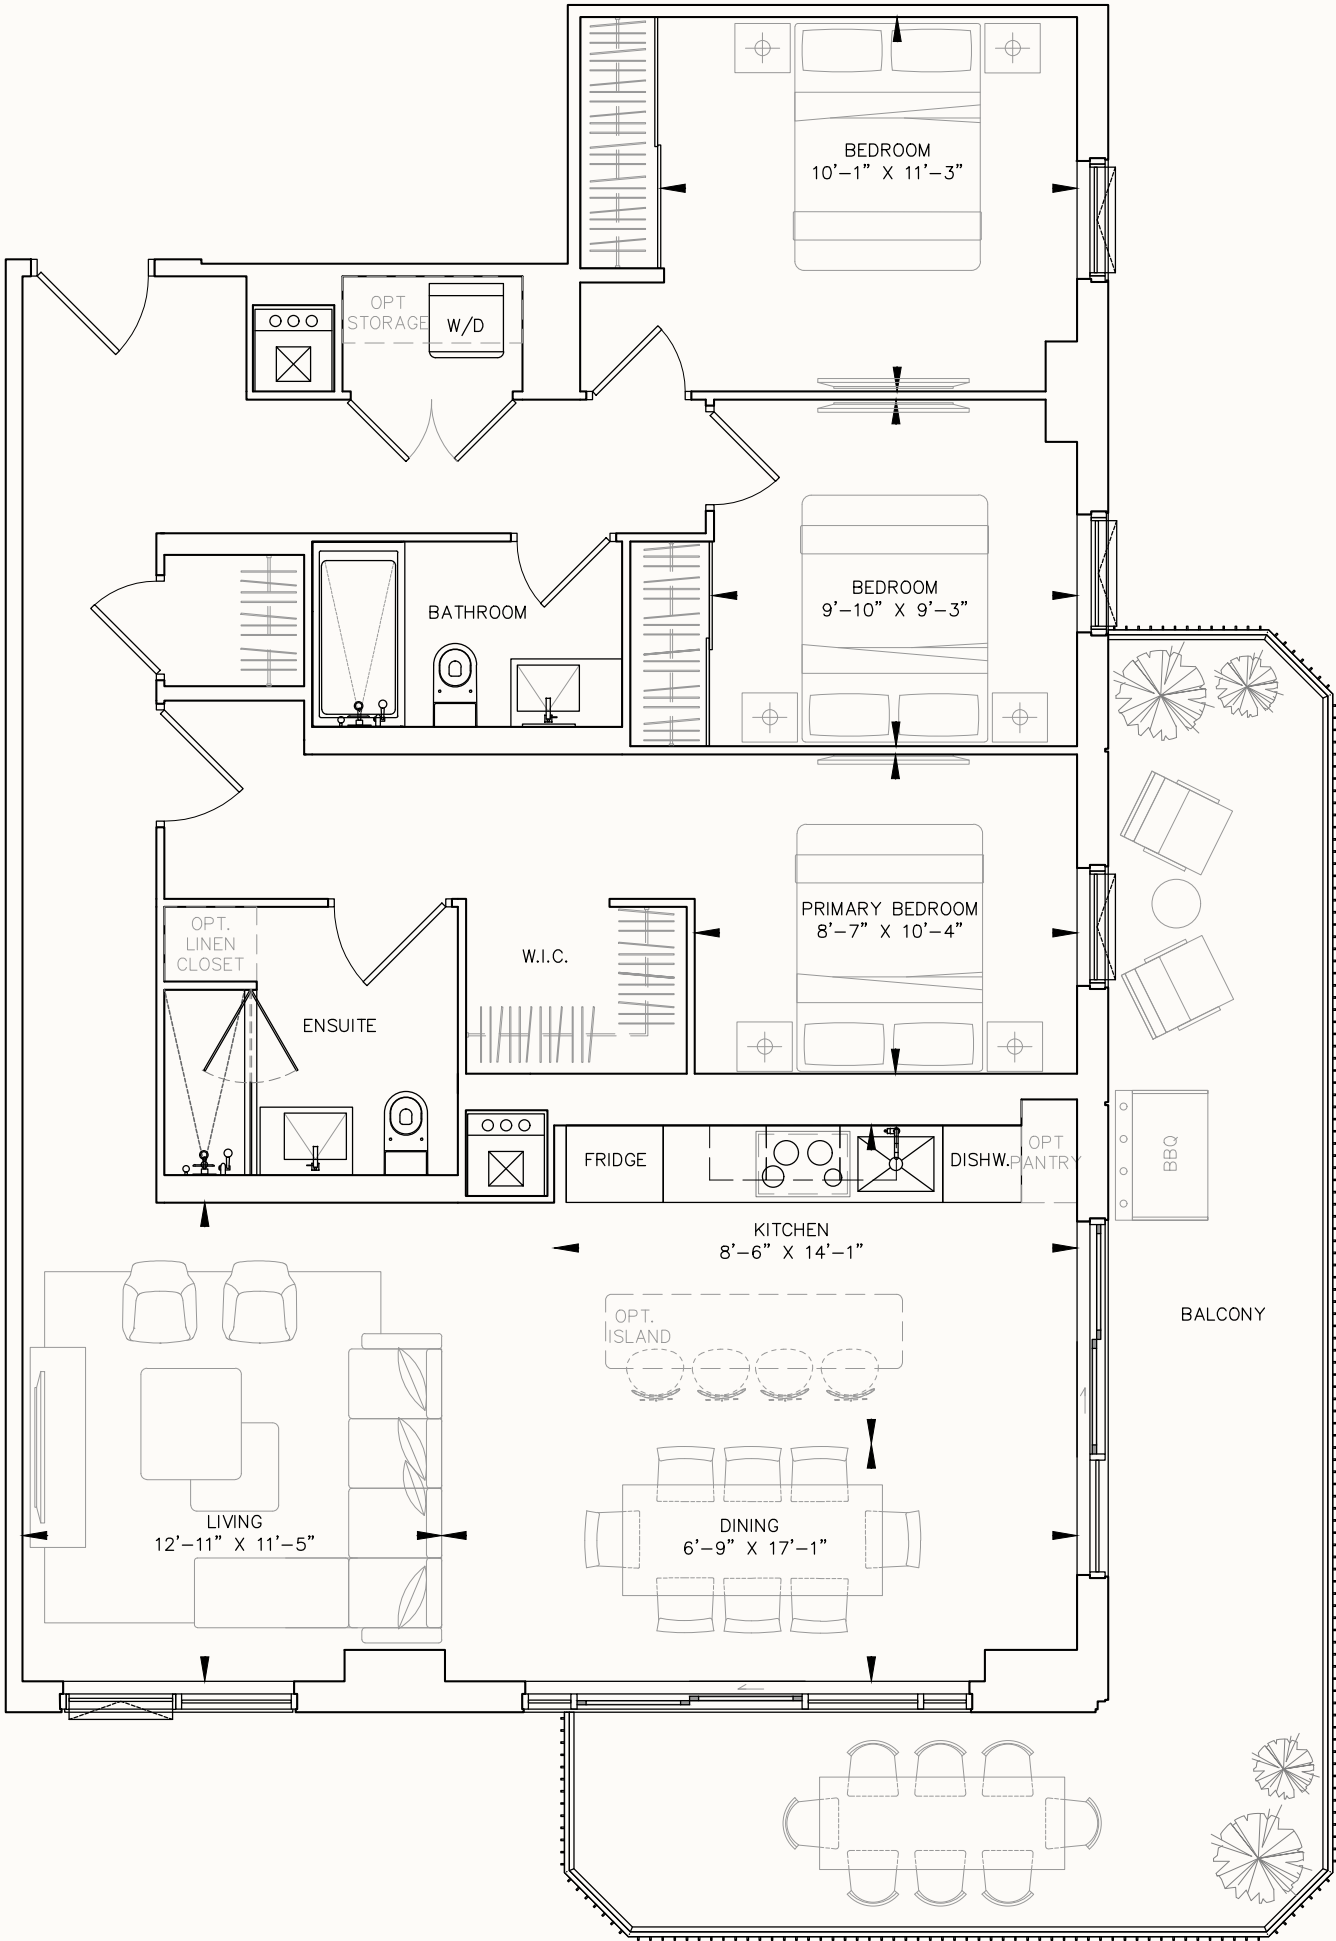 BEDROOM
10'-1" X 11'-3"
OPT
STORAGE
W/D
BEDROOM
9'-10" X 9'-3"
BATHROOM
PRIMARY BEDROOM
8'-7" X 10'-4"
OPT.
LINEN
CLOSET
W.I.C.
ENSUITE
FRIDGE
DISHW.
OPT
PANTRY
BBQ
KITCHEN
8'-6" X 14'-1"
OPT.
ISLAND
BALCONY
LIVING
12'-11" X 11'-5"
DINING
6'-9" X 17'-1"